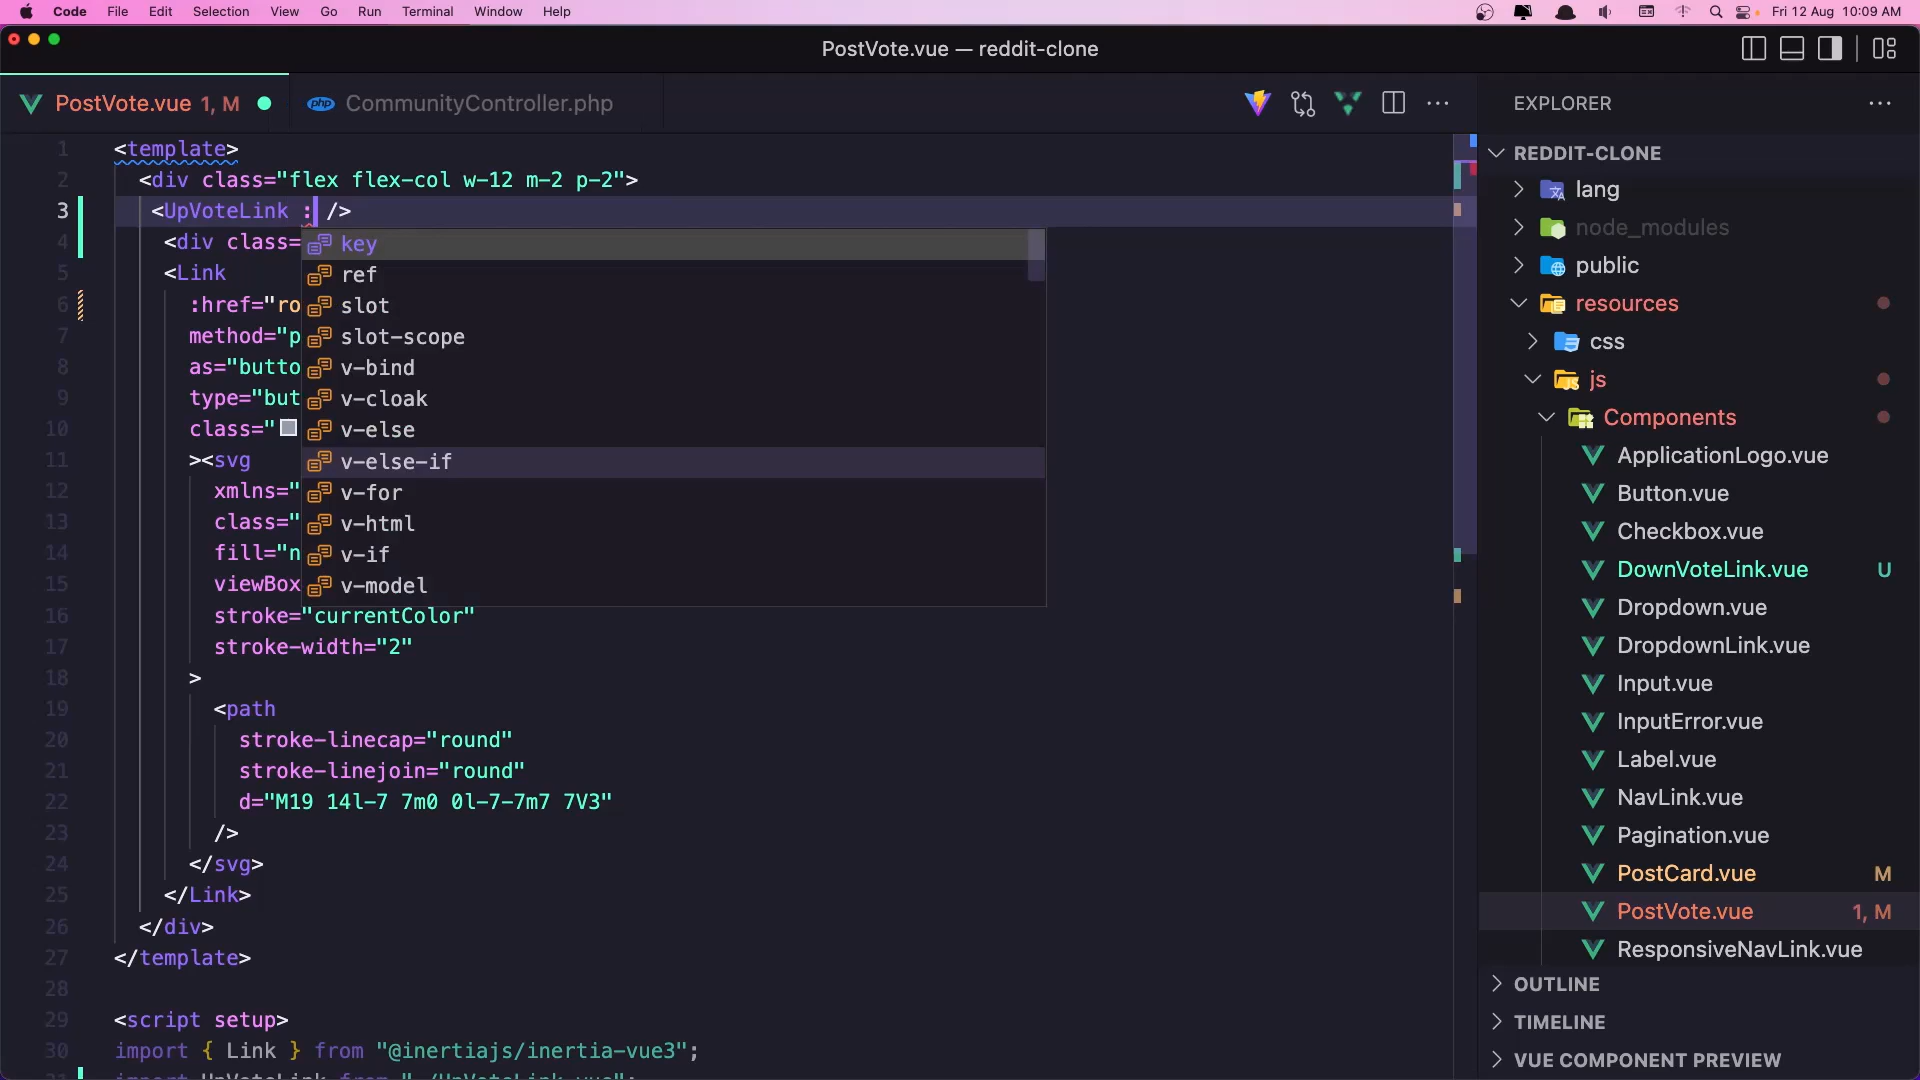 Code File Edit Selection View Go Run Terminal Window Help
Fri 12 Aug 10:09 AM
PostVote.vue — reddit-clone
PostVote.vue 1, M
php CommunityController.php
1 <template>
2 <div class="flex flex-col w-12 m-2 p-2">
3 <UpVoteLink : />
4 <div class=
5 <Link
6 :href="ro
7 method="p
8 as="butto
9 type="but
10 class="
11 ><svg
12 xmlns="
13 class="
14 fill="n
15 viewBox
16 stroke="currentColor"
17 stroke-width="2"
18 >
19 <path
20 stroke-linecap="round"
21 stroke-linejoin="round"
22 d="M19 14l-7 7m0 0l-7-7m7 7V3"
23 />
24 </svg>
25 </Link>
26 </div>
27 </template>
28
29 <script setup>
30 import { Link } from "@inertiajs/inertia-vue3";
import UpVoteLink from "./UpVoteLink.vue";
key
ref
slot
slot-scope
v-bind
v-cloak
v-else
v-else-if
v-for
v-html
v-if
v-model
EXPLORER
REDDIT-CLONE
lang
node_modules
public
resources
css
js
Components
ApplicationLogo.vue
Button.vue
Checkbox.vue
DownVoteLink.vue U
Dropdown.vue
DropdownLink.vue
Input.vue
InputError.vue
Label.vue
NavLink.vue
Pagination.vue
PostCard.vue M
PostVote.vue 1, M
ResponsiveNavLink.vue
OUTLINE
TIMELINE
VUE COMPONENT PREVIEW